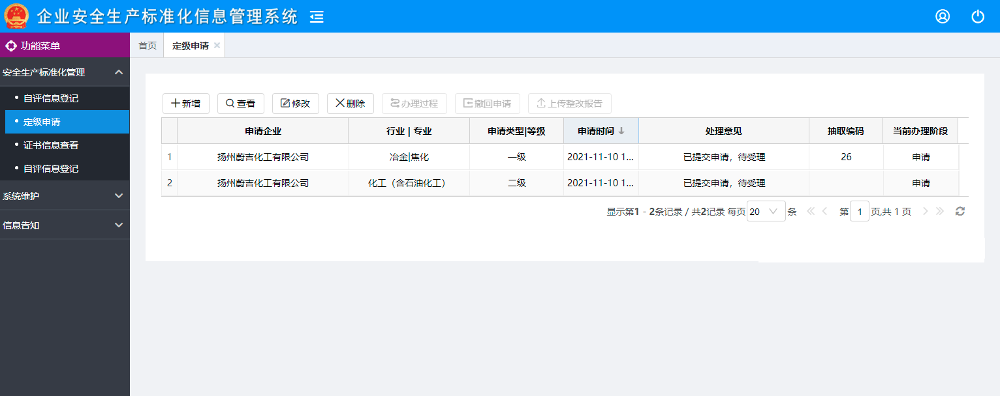 企业安全生产标准化信息管理系统
功能菜单
首页 定级申请
安全生产标准化管理
自评信息登记
定级申请
证书信息查看
自评信息登记
系统维护
信息告知
新增 查看 修改 删除 办理过程 撤回申请 上传整改报告
申请企业 行业 | 专业 申请类型|等级 申请时间 处理意见 抽取编码 当前办理阶段
1 扬州蔚吉化工有限公司 冶金|焦化 一级 2021-11-10 1... 已提交申请，待受理 26 申请
2 扬州蔚吉化工有限公司 化工（含石油化工） 二级 2021-11-10 1... 已提交申请，待受理 申请
显示第1 - 2条记录 / 共2记录 每页 20 条 第 1 页,共 1 页